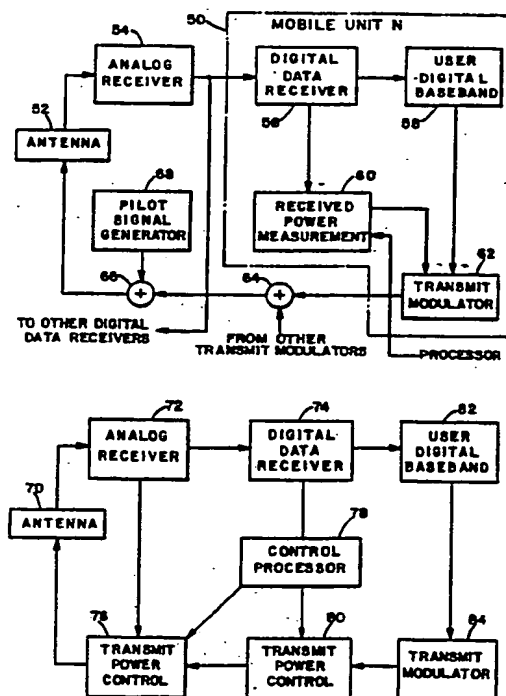 50
MOBILE UNIT N
54
ANALOG
RECEIVER
DIGITAL
DATA
RECEIVER
56
USER
DIGITAL
BASEBAND
58
52
ANTENNA
68
PILOT
SIGNAL
GENERATOR
60
RECEIVED
POWER
MEASUREMENT
62
TRANSMIT
MODULATOR
66
+
64
+
TO OTHER DIGITAL
DATA RECEIVERS
FROM OTHER
TRANSMIT MODULATORS
PROCESSOR
72
ANALOG
RECEIVER
74
DIGITAL
DATA
RECEIVER
82
USER
DIGITAL
BASEBAND
70
ANTENNA
78
CONTROL
PROCESSOR
76
TRANSMIT
POWER
CONTROL
80
TRANSMIT
POWER
CONTROL
84
TRANSMIT
MODULATOR